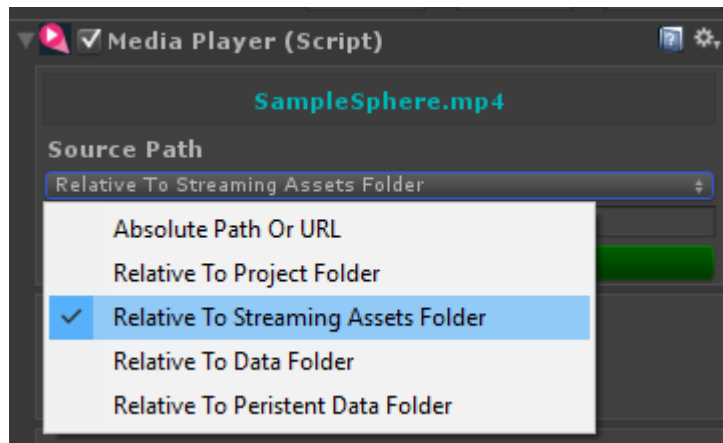 Media Player (Script)
SampleSphere.mp4
Source Path
Relative To Streaming Assets Folder
Absolute Path Or URL
Relative To Project Folder
Relative To Streaming Assets Folder
Relative To Data Folder
Relative To Peristent Data Folder